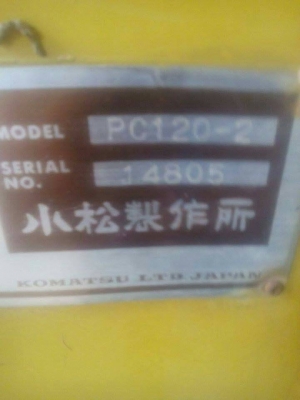 MODEL PC120-2
SERIAL NO. 14805
小松製作所
KOMATSU LTD. JAPAN